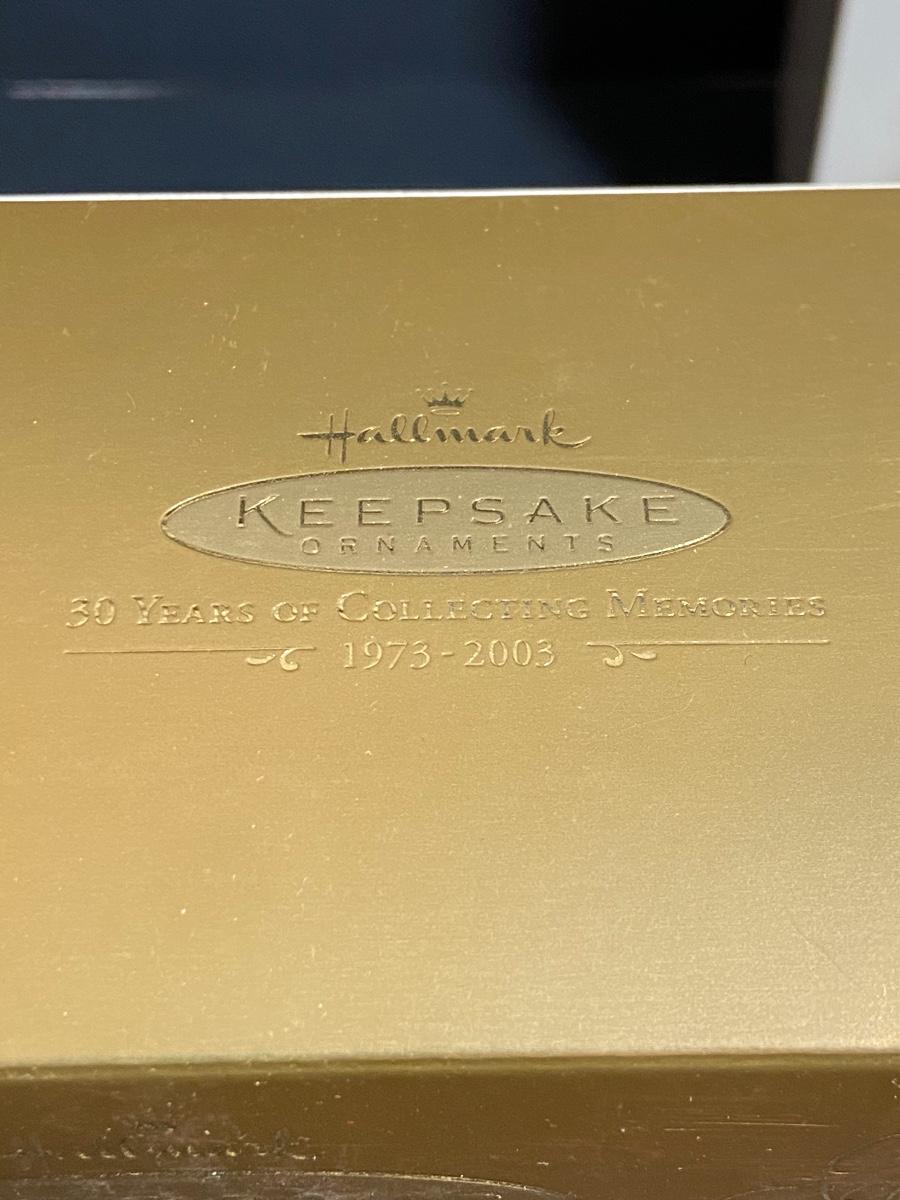 Hallmark
KEEPSAKE
ORNAMENTS
30 YEARS OF COLLECTING MEMORIES
1973-2003